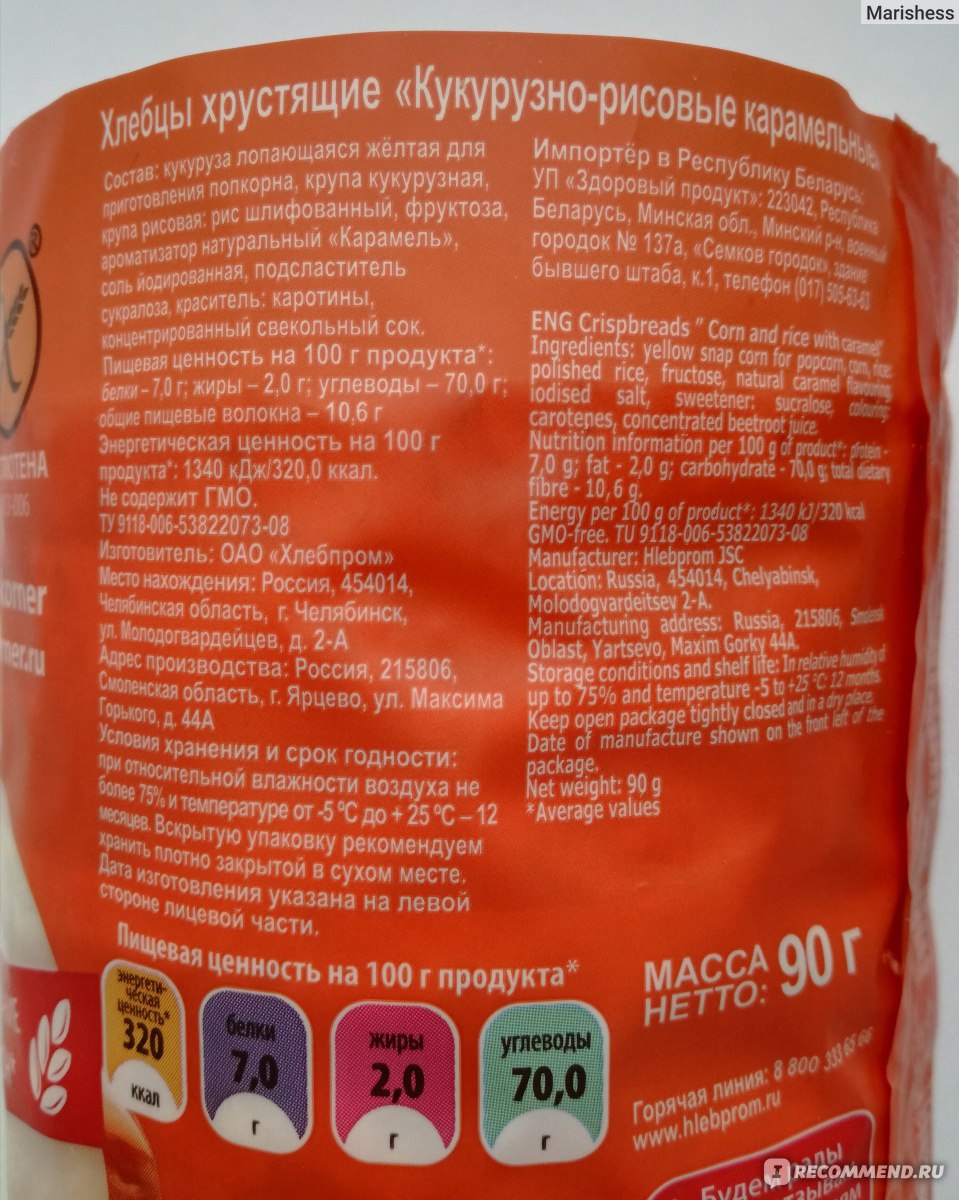 Marishess
Хлебцы хрустящие «Кукурузно-рисовые карамельные»
Состав: кукуруза лопающаяся жёлтая для
приготовления попкорна, крупа кукурузная,
крупа рисовая: рис шлифованный, фруктоза,
ароматизатор натуральный «Карамель»,
соль йодированная, подсластитель
сукралоза, краситель: каротины,
концентрированный свекольный сок.
Пищевая ценность на 100 г продукта*:
белки – 7,0 г; жиры – 2,0 г; углеводы – 70,0 г;
общие пищевые волокна – 10,6 г
Энергетическая ценность на 100 г
продукта*: 1340 кДж/320,0 ккал.
Не содержит ГМО.
ТУ 9118-006-53822073-08
Изготовитель: ОАО «Хлебпром»
Место нахождения: Россия, 454014,
Челябинская область, г. Челябинск,
ул. Молодогвардейцев, д. 2-А
Адрес производства: Россия, 215806,
Смоленская область, г. Ярцево, ул. Максима
Горького, д. 44А
Условия хранения и срок годности:
при относительной влажности воздуха не
более 75% и температуре от -5 °С до + 25 °С – 12
месяцев. Вскрытую упаковку рекомендуем
хранить плотно закрытой в сухом месте.
Дата изготовления указана на левой
стороне лицевой части.
Импортёр в Республику Беларусь:
УП «Здоровый продукт»: 223042, Республика
Беларусь, Минская обл., Минский р-н, военный
городок № 137а, «Семков городок», здание
бывшего штаба, к.1, телефон (017) 505-63-63
ENG Crispbreads " Corn and rice with caramel"
Ingredients: yellow snap corn for popcorn, corn, rice:
polished rice, fructose, natural caramel flavouring,
iodised salt, sweetener: sucralose, colouring:
carotenes, concentrated beetroot juice.
Nutrition information per 100 g of product*: protein -
7,0 g; fat - 2,0 g; carbohydrate - 70,0 g; total dietary
fibre - 10,6 g.
Energy per 100 g of product*: 1340 kJ/320 kcal
GMO-free. TU 9118-006-53822073-08
Manufacturer: Hlebprom JSC
Location: Russia, 454014, Chelyabinsk,
Molodogvardeitsev 2-A.
Manufacturing address: Russia, 215806, Smolensk
Oblast, Yartsevo, Maxim Gorky 44A.
Storage conditions and shelf life: In relative humidity of
up to 75% and temperature -5 to +25 °C: 12 months.
Keep open package tightly closed and in a dry place.
Date of manufacture shown on the front left of the
package.
Net weight: 90 g
*Average values
Пищевая ценность на 100 г продукта*
энергети-
ческая
ценность*
320
ккал
белки
7,0
г
жиры
2,0
г
углеводы
70,0
г
МАССА
НЕТТО: 90 г
Горячая линия: 8 800 333 65 66
www.hlebprom.ru
Будем рады
IRECOMMEND.RU